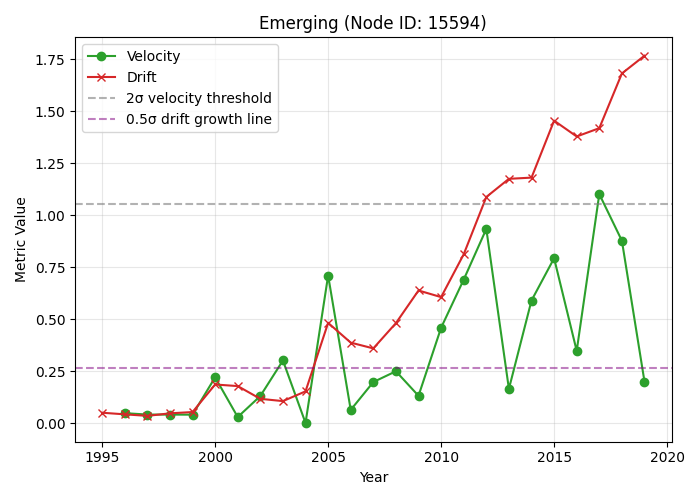 Emerging (Node ID: 15594)
Velocity
Drift
2σ velocity threshold
0.5σ drift growth line
Metric Value
1.75
1.50
1.25
1.00
0.75
0.50
0.25
0.00
1995 2000 2005 2010 2015 2020
Year